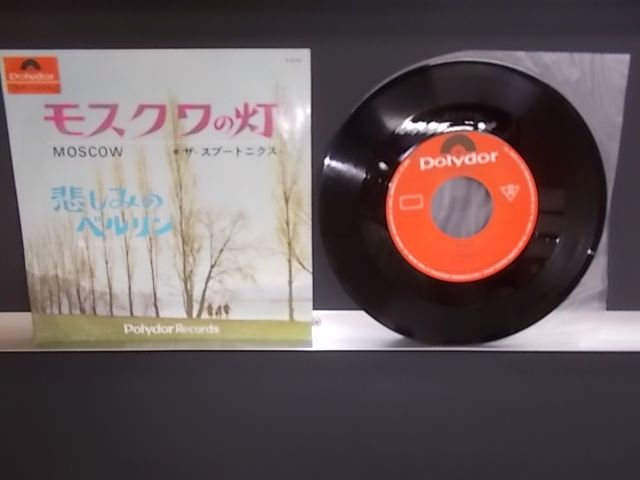 Polydor
モスクワの灯
MOSCOW
ザ・スプートニクス
悲しみの
ベルリン
Polydor Records
Polydor